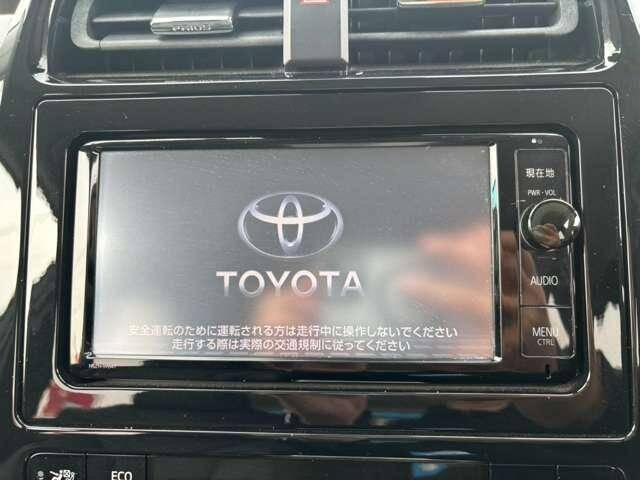 PRIUS
現在地
PWR・VOL
TOYOTA
AUDIO
安全運転のために運転される方は走行中に操作しないでください
走行する際は実際の交通規制に従ってください
MENU
CTRL
ECO